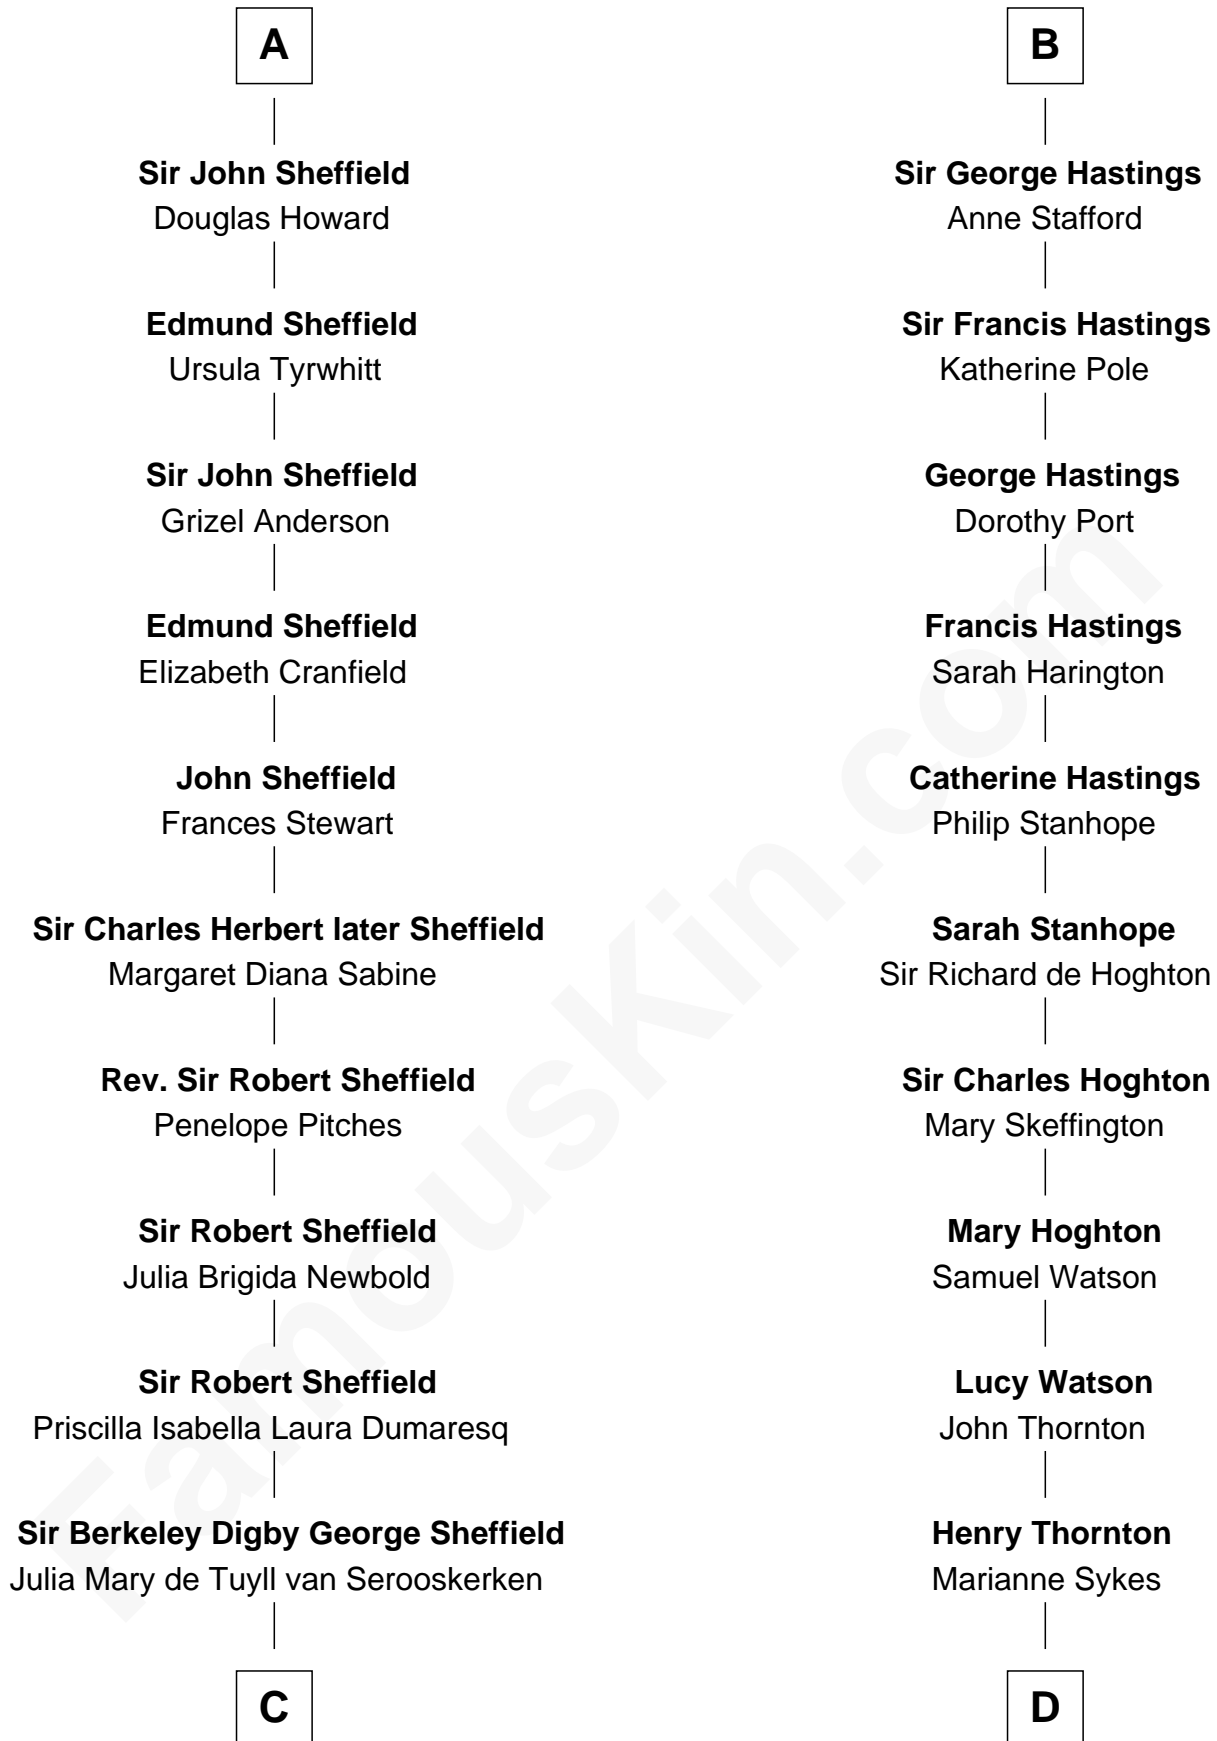 A
Sir John Sheffield
Douglas Howard
Edmund Sheffield
Ursula Tyrwhitt
Sir John Sheffield
Grizel Anderson
Edmund Sheffield
Elizabeth Cranfield
John Sheffield
Frances Stewart
Sir Charles Herbert later Sheffield
Margaret Diana Sabine
Rev. Sir Robert Sheffield
Penelope Pitches
Sir Robert Sheffield
Julia Brigida Newbold
Sir Robert Sheffield
Priscilla Isabella Laura Dumaresq
Sir Berkeley Digby George Sheffield
Julia Mary de Tuyll van Serooskerken
C
B
Sir George Hastings
Anne Stafford
Sir Francis Hastings
Katherine Pole
George Hastings
Dorothy Port
Francis Hastings
Sarah Harington
Catherine Hastings
Philip Stanhope
Sarah Stanhope
Sir Richard de Hoghton
Sir Charles Hoghton
Mary Skeffington
Mary Hoghton
Samuel Watson
Lucy Watson
John Thornton
Henry Thornton
Marianne Sykes
D
FamousKin.com